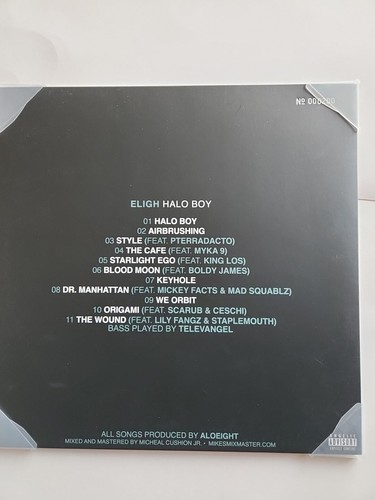 ELIGH HALO BOY
01 HALO BOY
02 AIRBRUSHING
03 STYLE (FEAT. PTERRADACTO)
04 THE CAFE (FEAT. MYKA 9)
05 STARLIGHT EGO (FEAT. KING LOS)
06 BLOOD MOON (FEAT. BOLDY JAMES)
07 KEYHOLE
08 DR. MANHATTAN (FEAT. MICKEY FACTS & MAD SQUABLZ)
09 WE ORBIT
10 ORIGAMI (FEAT. SCARUB & CESCHI)
11 THE WOUND (FEAT. LILY FANGZ & STAPLEMOUTH)
BASS PLAYED BY TELEVANGEL
ALL SONGS PRODUCED BY ALOEIGHT
MIXED AND MASTERED BY MICHEAL CUSHION JR. • MIKESMIXMASTER.COM
ADVISORY